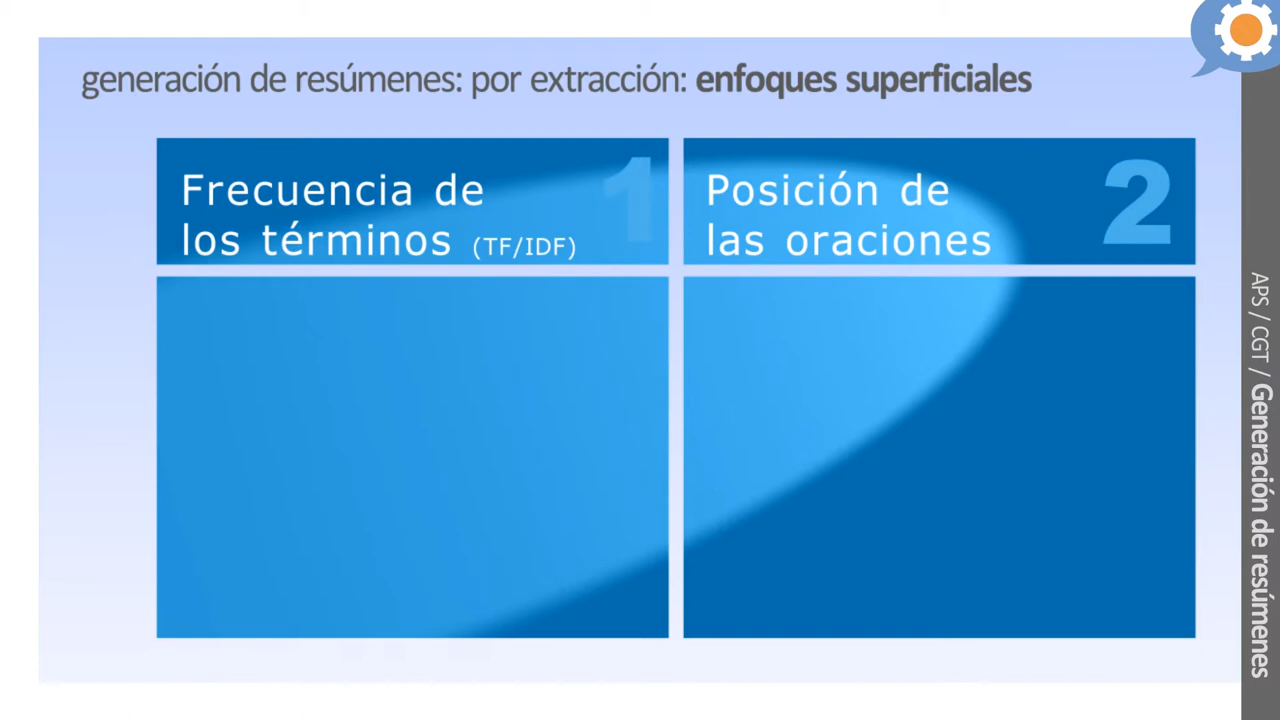 generación de resúmenes: por extracción: enfoques superficiales
Frecuencia de
los términos (TF/IDF)
1
Posición de
las oraciones
2
APS / CGT / Generación de resúmenes